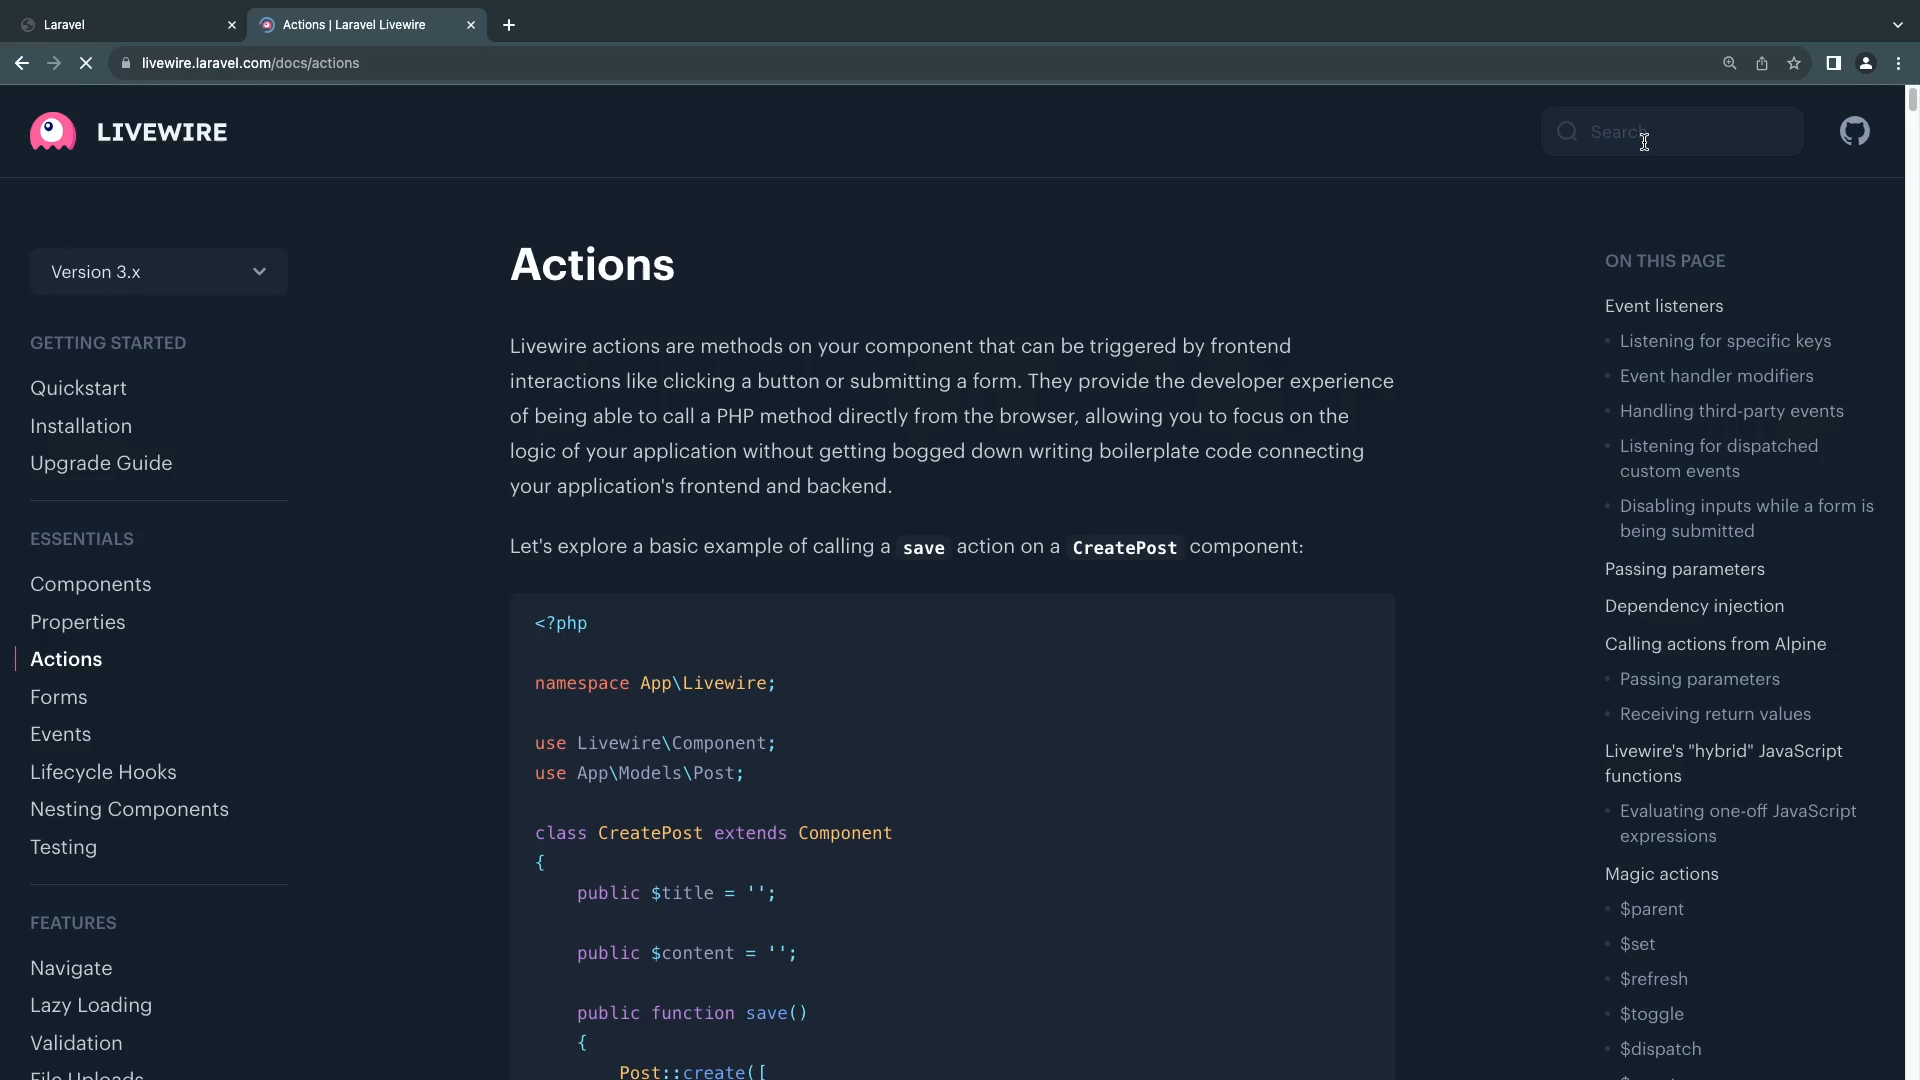 Laravel
Actions | Laravel Livewire
livewire.laravel.com/docs/actions
LIVEWIRE
Search
Version 3.x
GETTING STARTED
Quickstart
Installation
Upgrade Guide
ESSENTIALS
Components
Properties
Actions
Forms
Events
Lifecycle Hooks
Nesting Components
Testing
FEATURES
Navigate
Lazy Loading
Validation
File Uploads
Actions
Livewire actions are methods on your component that can be triggered by frontend
interactions like clicking a button or submitting a form. They provide the developer experience
of being able to call a PHP method directly from the browser, allowing you to focus on the
logic of your application without getting bogged down writing boilerplate code connecting
your application's frontend and backend.
Let's explore a basic example of calling a save action on a CreatePost component:
<?php
namespace App\Livewire;
use Livewire\Component;
use App\Models\Post;
class CreatePost extends Component
{
public $title = '';
public $content = '';
public function save()
{
Post::create([
ON THIS PAGE
Event listeners
Listening for specific keys
Event handler modifiers
Handling third-party events
Listening for dispatched
custom events
Disabling inputs while a form is
being submitted
Passing parameters
Dependency injection
Calling actions from Alpine
Passing parameters
Receiving return values
Livewire's "hybrid" JavaScript
functions
Evaluating one-off JavaScript
expressions
Magic actions
$parent
$set
$refresh
$toggle
$dispatch